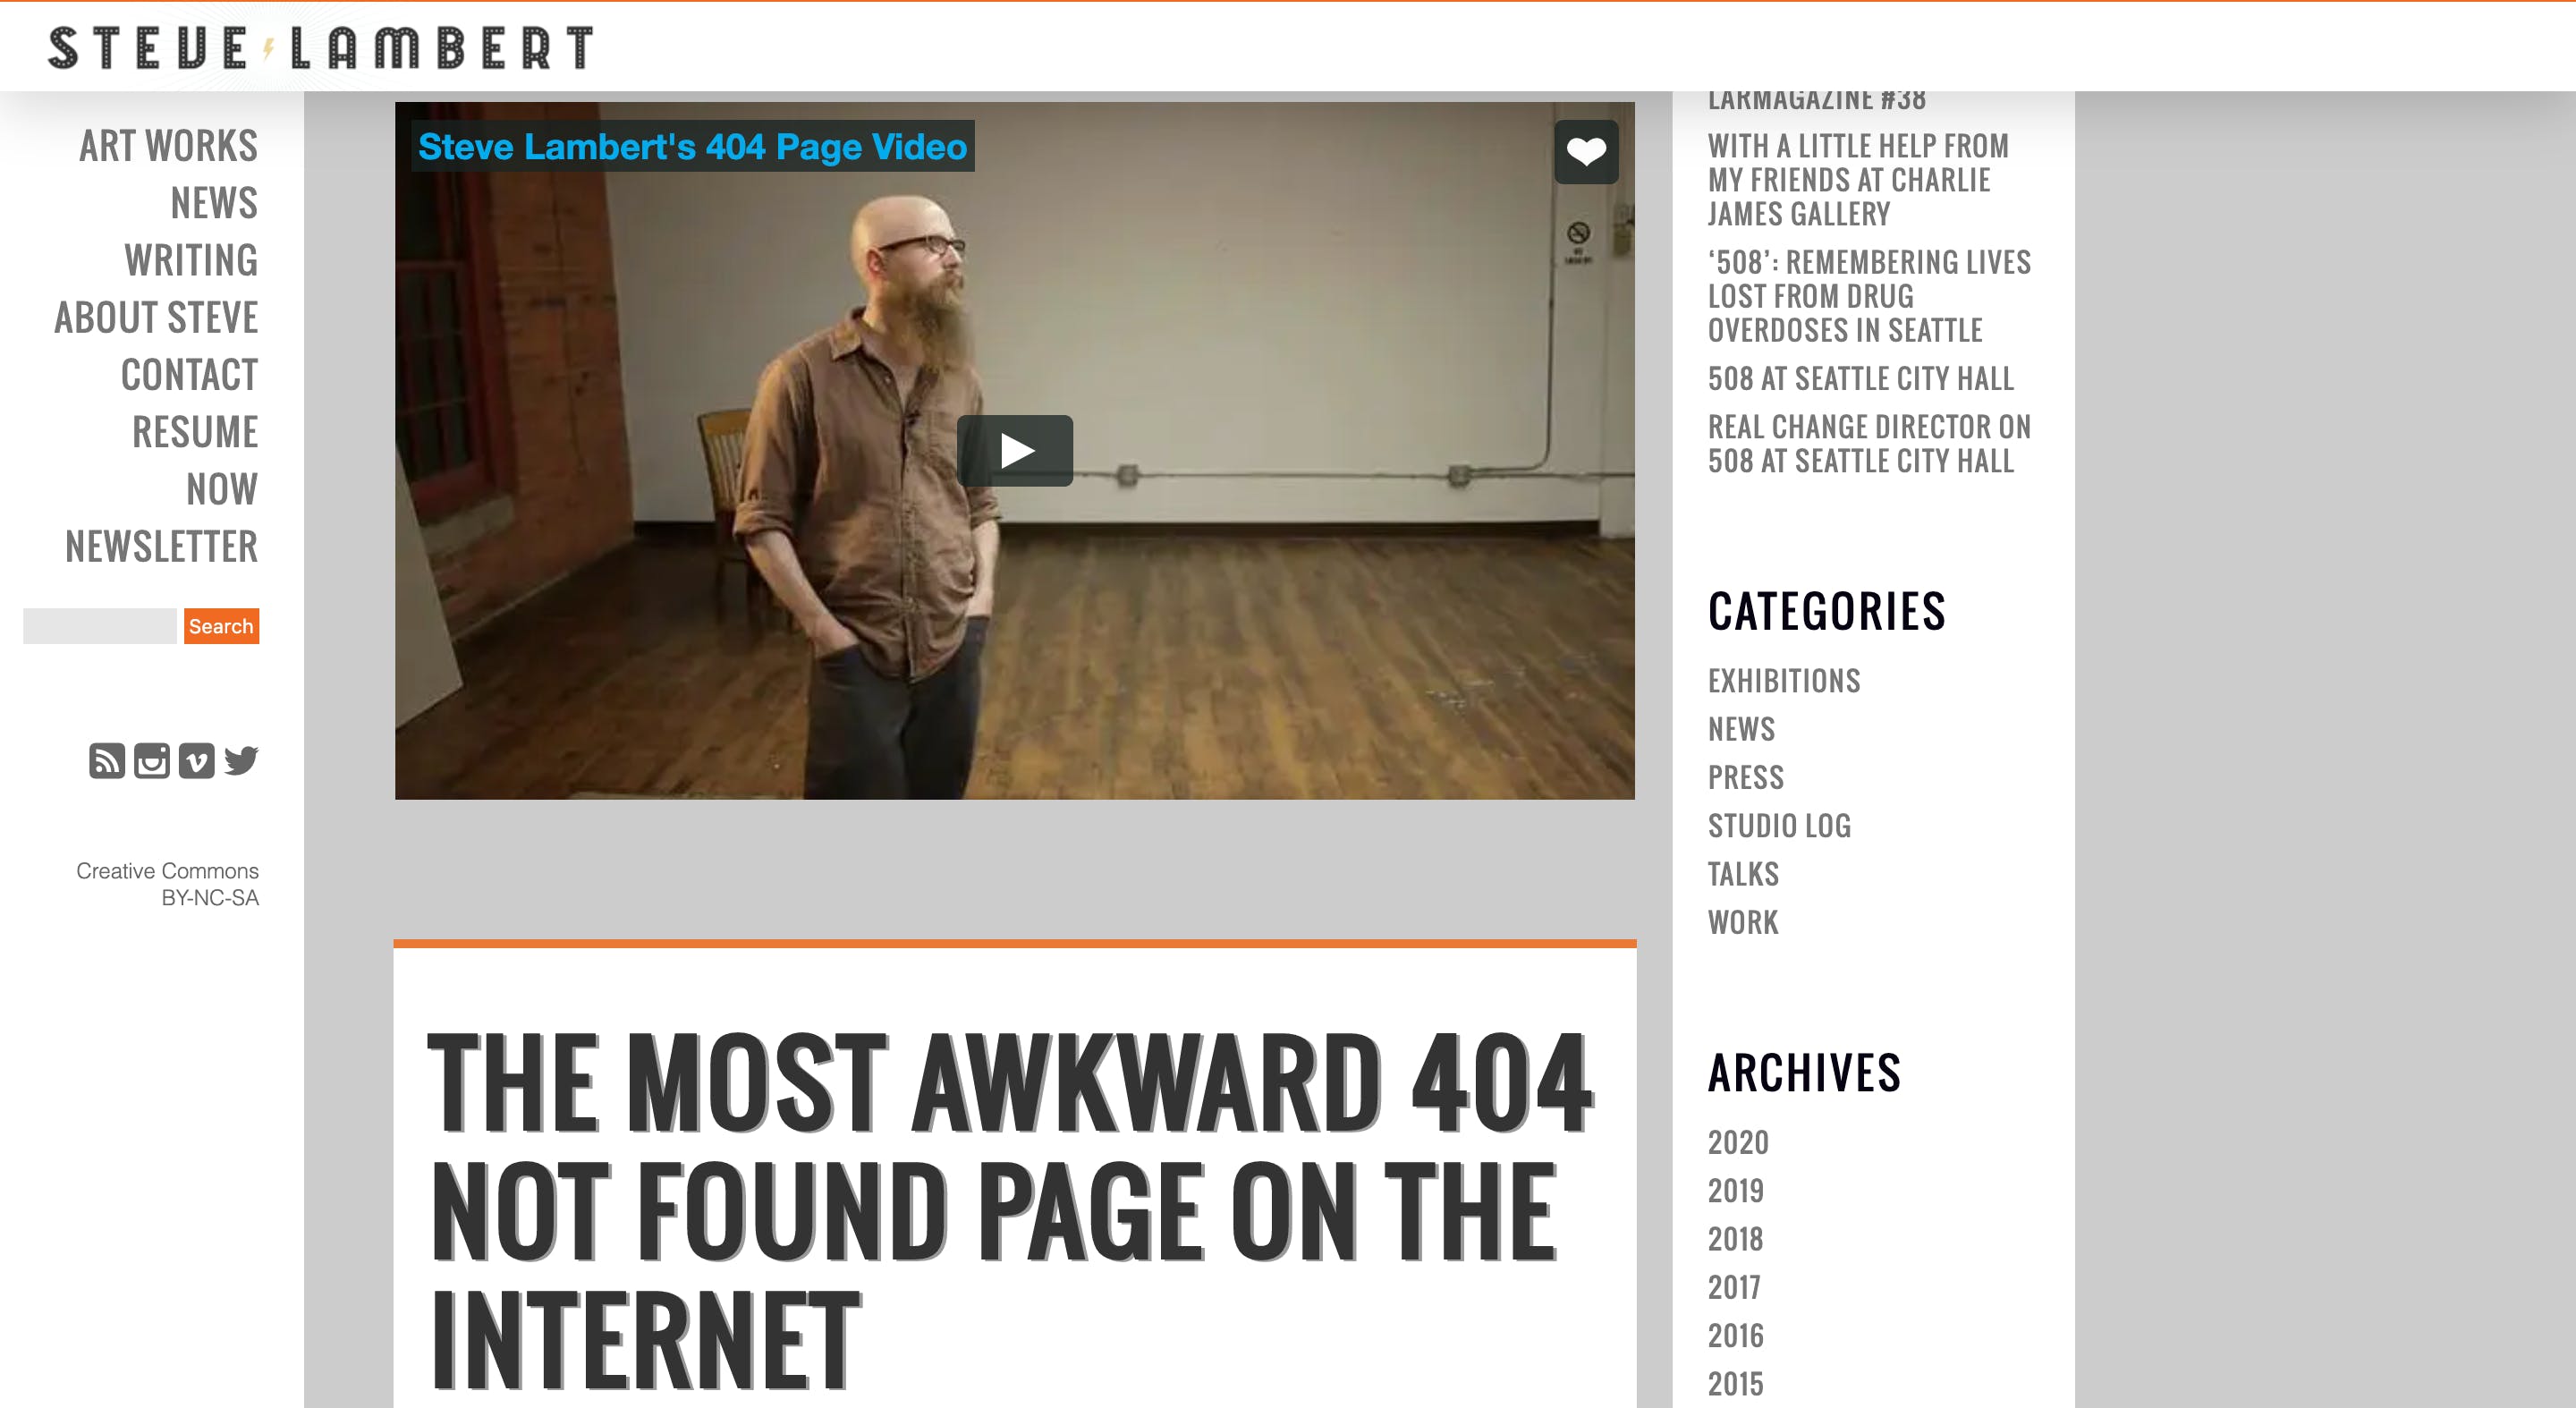 STEVE LAMBERT
ART WORKS
NEWS
WRITING
ABOUT STEVE
CONTACT
RESUME
NOW
NEWSLETTER
Search
Creative Commons
BY-NC-SA
Steve Lambert's 404 Page Video
THE MOST AWKWARD 404
NOT FOUND PAGE ON THE
INTERNET
LARMAGAZINE #38
WITH A LITTLE HELP FROM
MY FRIENDS AT CHARLIE
JAMES GALLERY
‘508’: REMEMBERING LIVES
LOST FROM DRUG
OVERDOSES IN SEATTLE
508 AT SEATTLE CITY HALL
REAL CHANGE DIRECTOR ON
508 AT SEATTLE CITY HALL
CATEGORIES
EXHIBITIONS
NEWS
PRESS
STUDIO LOG
TALKS
WORK
ARCHIVES
2020
2019
2018
2017
2016
2015